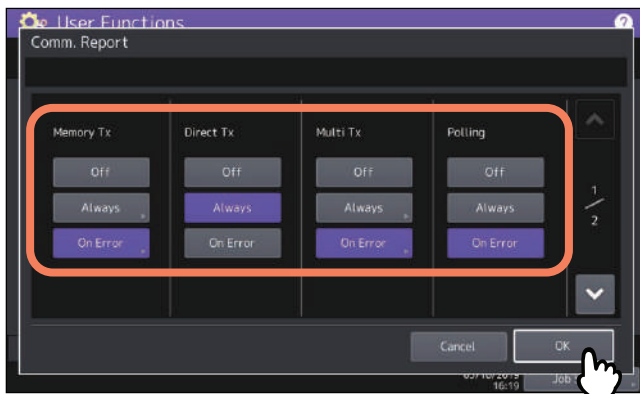 User Functions
?
Comm. Report
Memory Tx Direct Tx Multi Tx Polling
Off Off Off Off
Always Always Always Always
On Error On Error On Error On Error
1
2
Cancel OK
16:19 Job